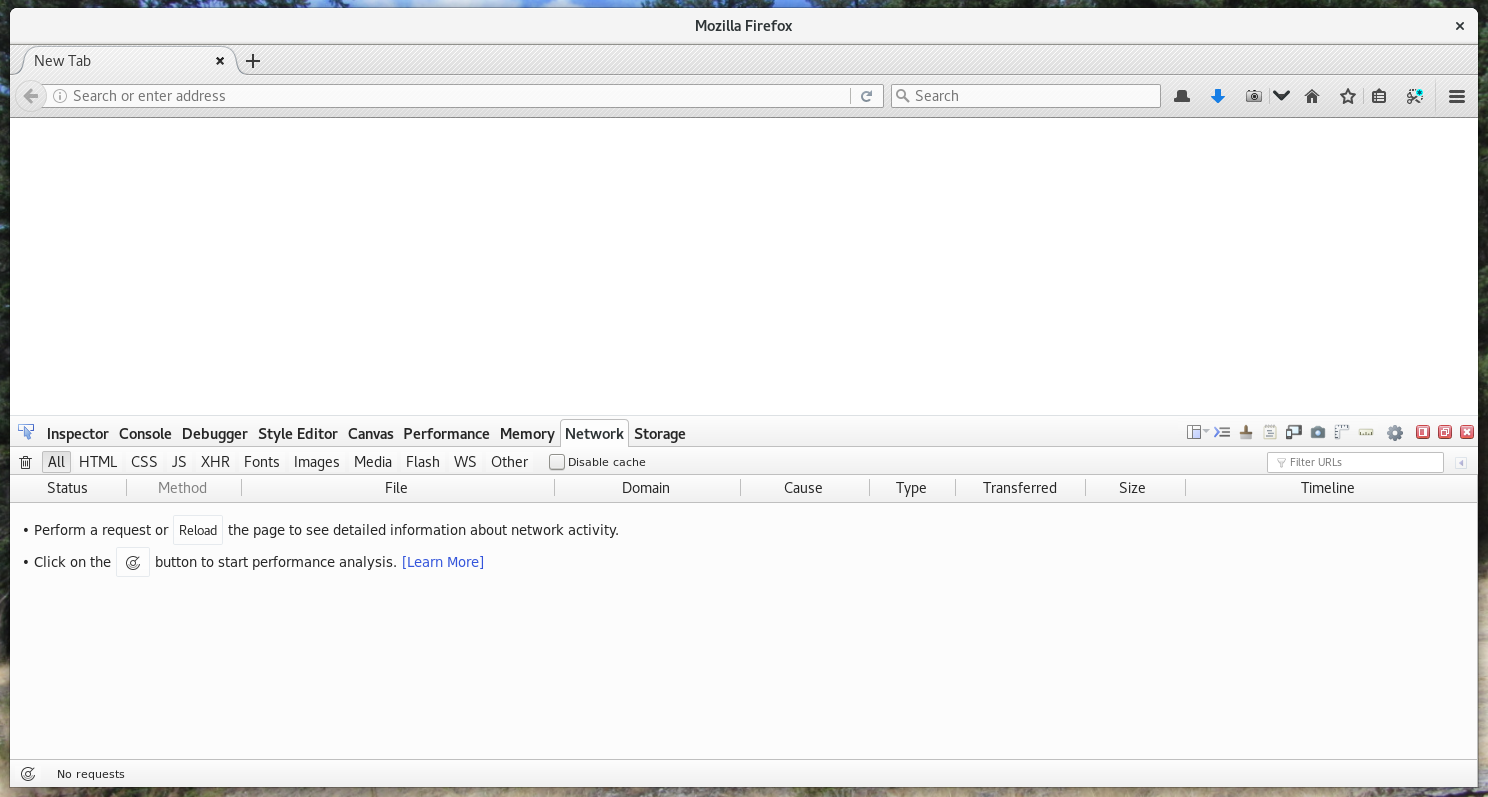 Mozilla Firefox
New Tab
Search or enter address
Search
Inspector Console Debugger Style Editor Canvas Performance Memory Network Storage
All HTML CSS JS XHR Fonts Images Media Flash WS Other Disable cache Filter URLs
Status Method File Domain Cause Type Transferred Size Timeline
• Perform a request or Reload the page to see detailed information about network activity.
• Click on the button to start performance analysis. [Learn More]
No requests